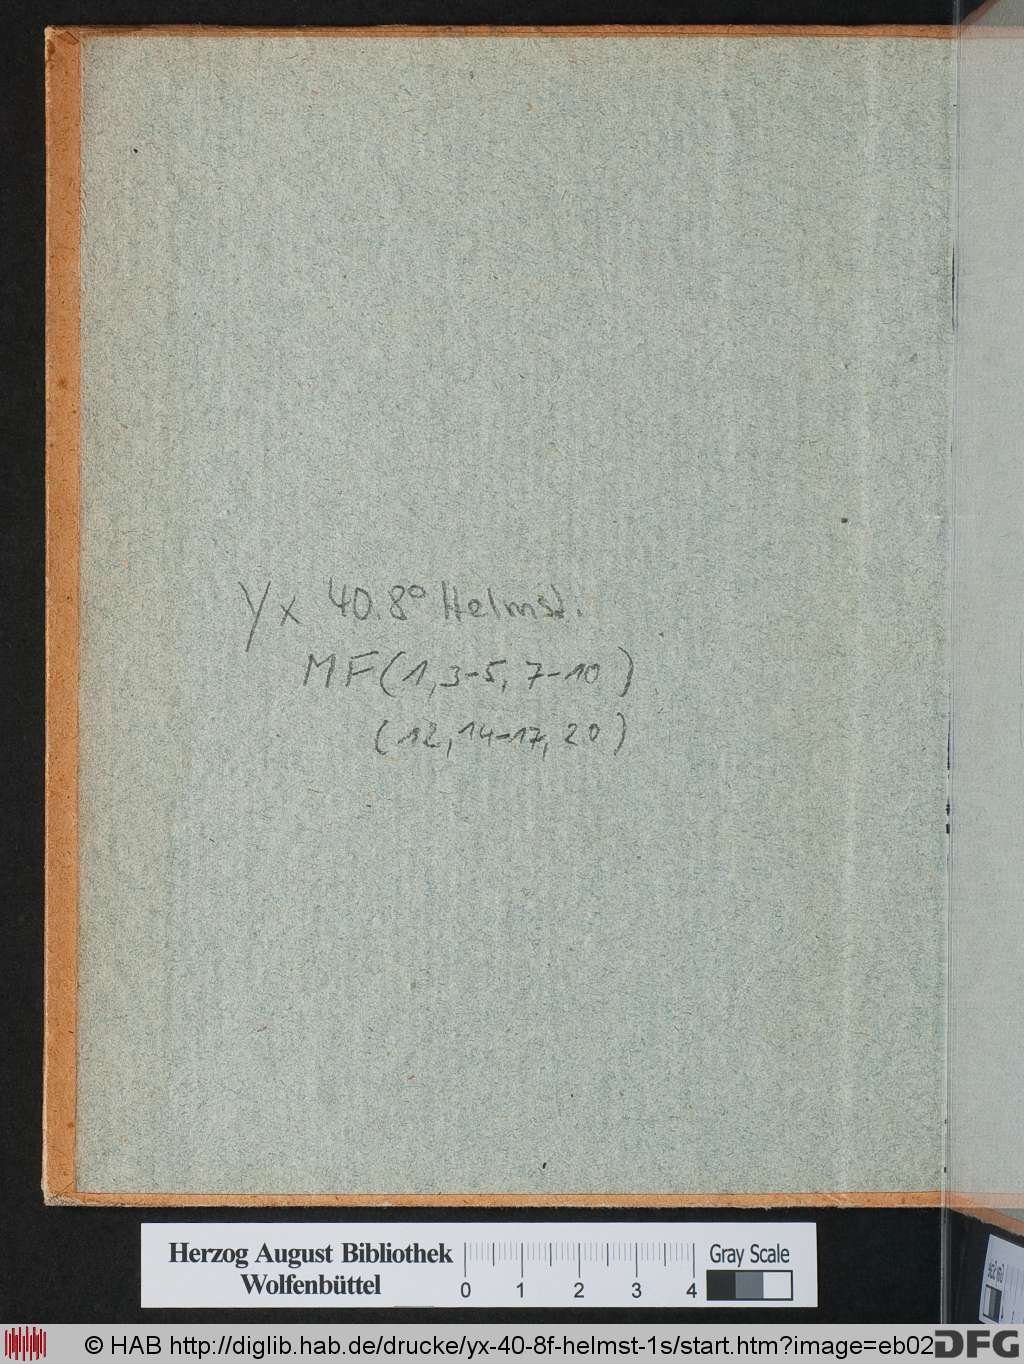 Yx 40.8° Helmst.
MF (1, 3-5, 7-10)
(12, 14-17, 20)
Herzog August Bibliothek
Wolfenbüttel
0 1 2 3 4
Gray Scale
© HAB http://diglib.hab.de/drucke/yx-40-8f-helmst-1s/start.htm?image=eb02
DFG